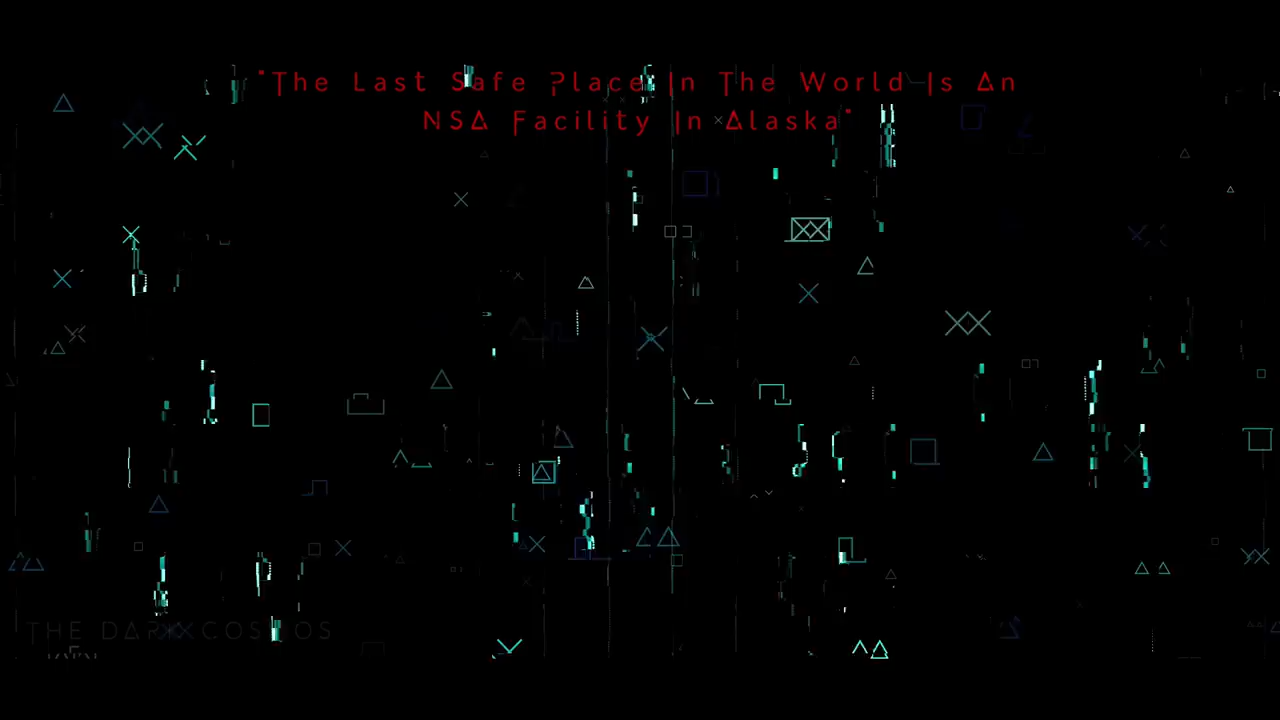 "The Last Safe Place In The World Is An
NSA Facility In Alaska"
THE DARK COSMOS